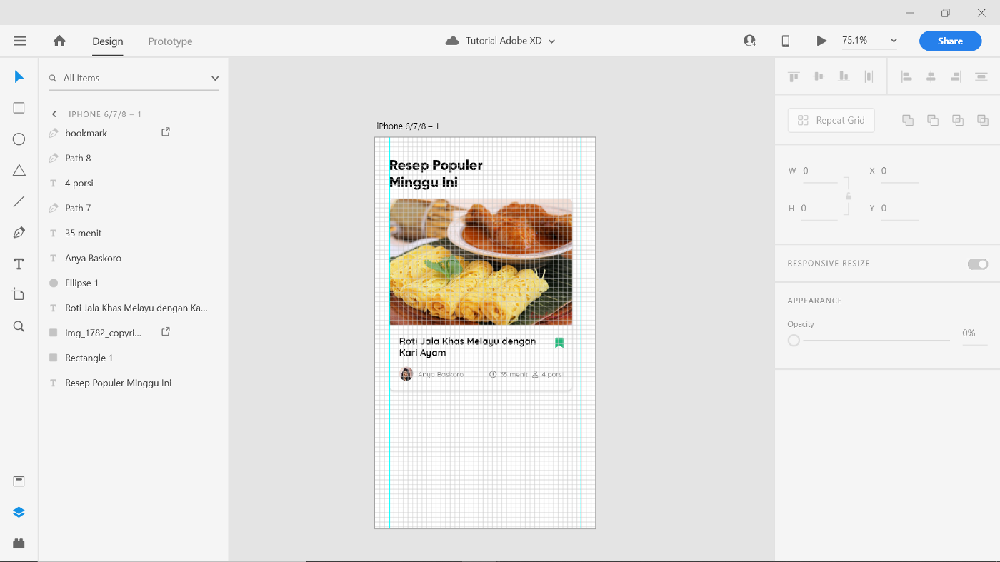 Design
Prototype
Tutorial Adobe XD
75,1%
Share
All Items
IPHONE 6/7/8 – 1
bookmark
Path 8
4 porsi
Path 7
35 menit
Anya Baskoro
Ellipse 1
Roti Jala Khas Melayu dengan Ka...
img_1782_copyri...
Rectangle 1
Resep Populer Minggu Ini
iPhone 6/7/8 – 1
Resep Populer
Minggu Ini
Roti Jala Khas Melayu dengan
Kari Ayam
Anya Baskoro
35 menit
4 pors
Repeat Grid
W 0
X 0
H 0
Y 0
RESPONSIVE RESIZE
APPEARANCE
Opacity
0%